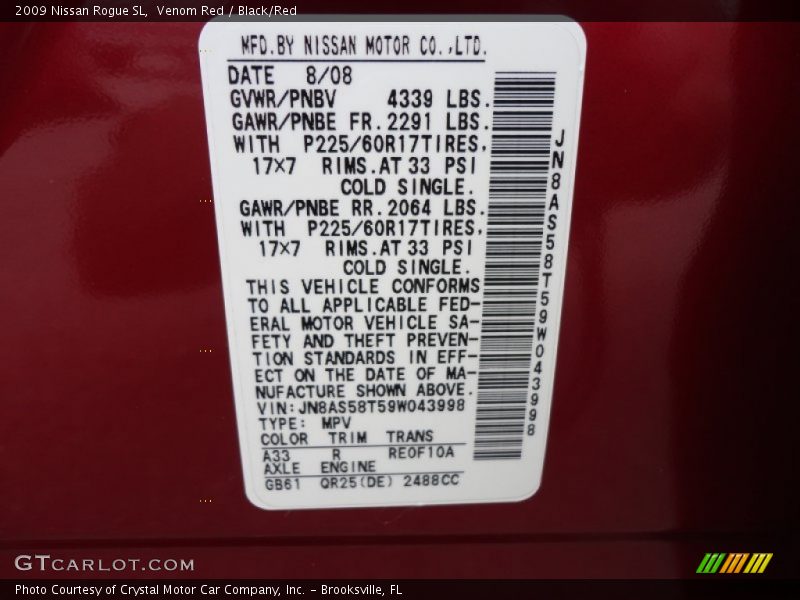 2009 Nissan Rogue SL,  Venom Red / Black/Red
MFD.BY NISSAN MOTOR CO.,LTD.
DATE 8/08
GVWR/PNBV 4339 LBS.
GAWR/PNBE FR. 2291 LBS.
WITH P225/60R17TIRES.
17×7 RIMS.AT 33 PSI
COLD SINGLE.
GAWR/PNBE RR. 2064 LBS.
WITH P225/60R17TIRES.
17×7 RIMS.AT 33 PSI
COLD SINGLE.
THIS VEHICLE CONFORMS
TO ALL APPLICABLE FED-
ERAL MOTOR VEHICLE SA-
FETY AND THEFT PREVEN-
TION STANDARDS IN EFF-
ECT ON THE DATE OF MA-
NUFACTURE SHOWN ABOVE.
VIN:JN8AS58T59W043998
TYPE: MPV
COLOR TRIM TRANS
A33 R RE0F10A
AXLE ENGINE
GB61 QR25(DE) 2488CC
JN8AS58T59W043998
GTCARLOT.COM
Photo Courtesy of Crystal Motor Car Company, Inc. - Brooksville, FL